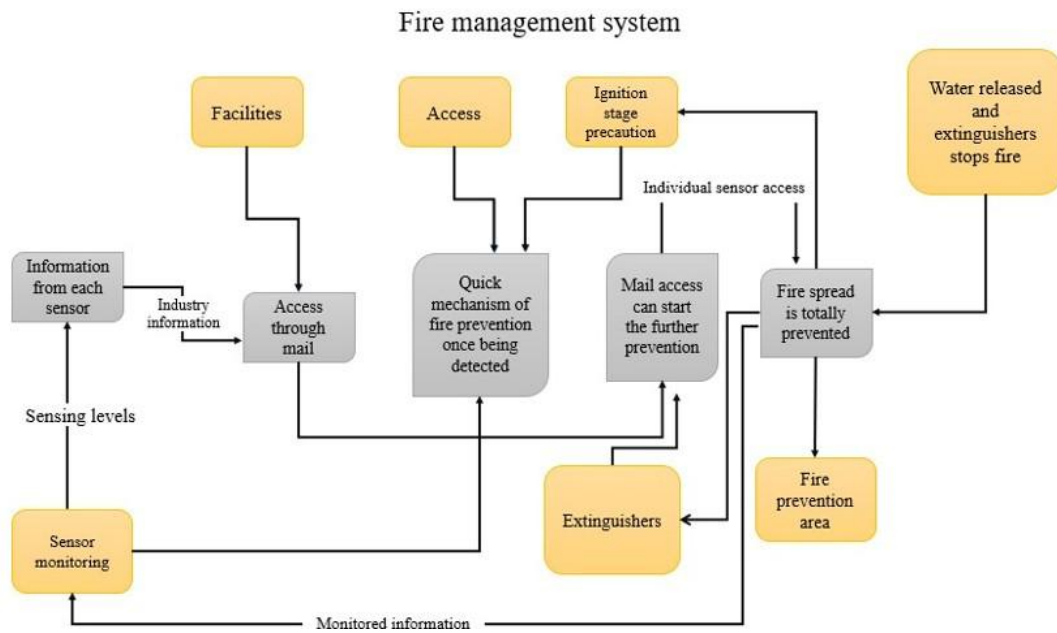 Fire management system
Facilities
Access
Ignition
stage
precaution
Water released
and
extinguishers
stops fire
Individual sensor access
Information
from each
sensor
Industry
information
Access
through
mail
Quick
mechanism of
fire prevention
once being
detected
Mail access
can start
the further
prevention
Fire spread
is totally
prevented
Sensing levels
Sensor
monitoring
Extinguishers
Fire
prevention
area
Monitored information